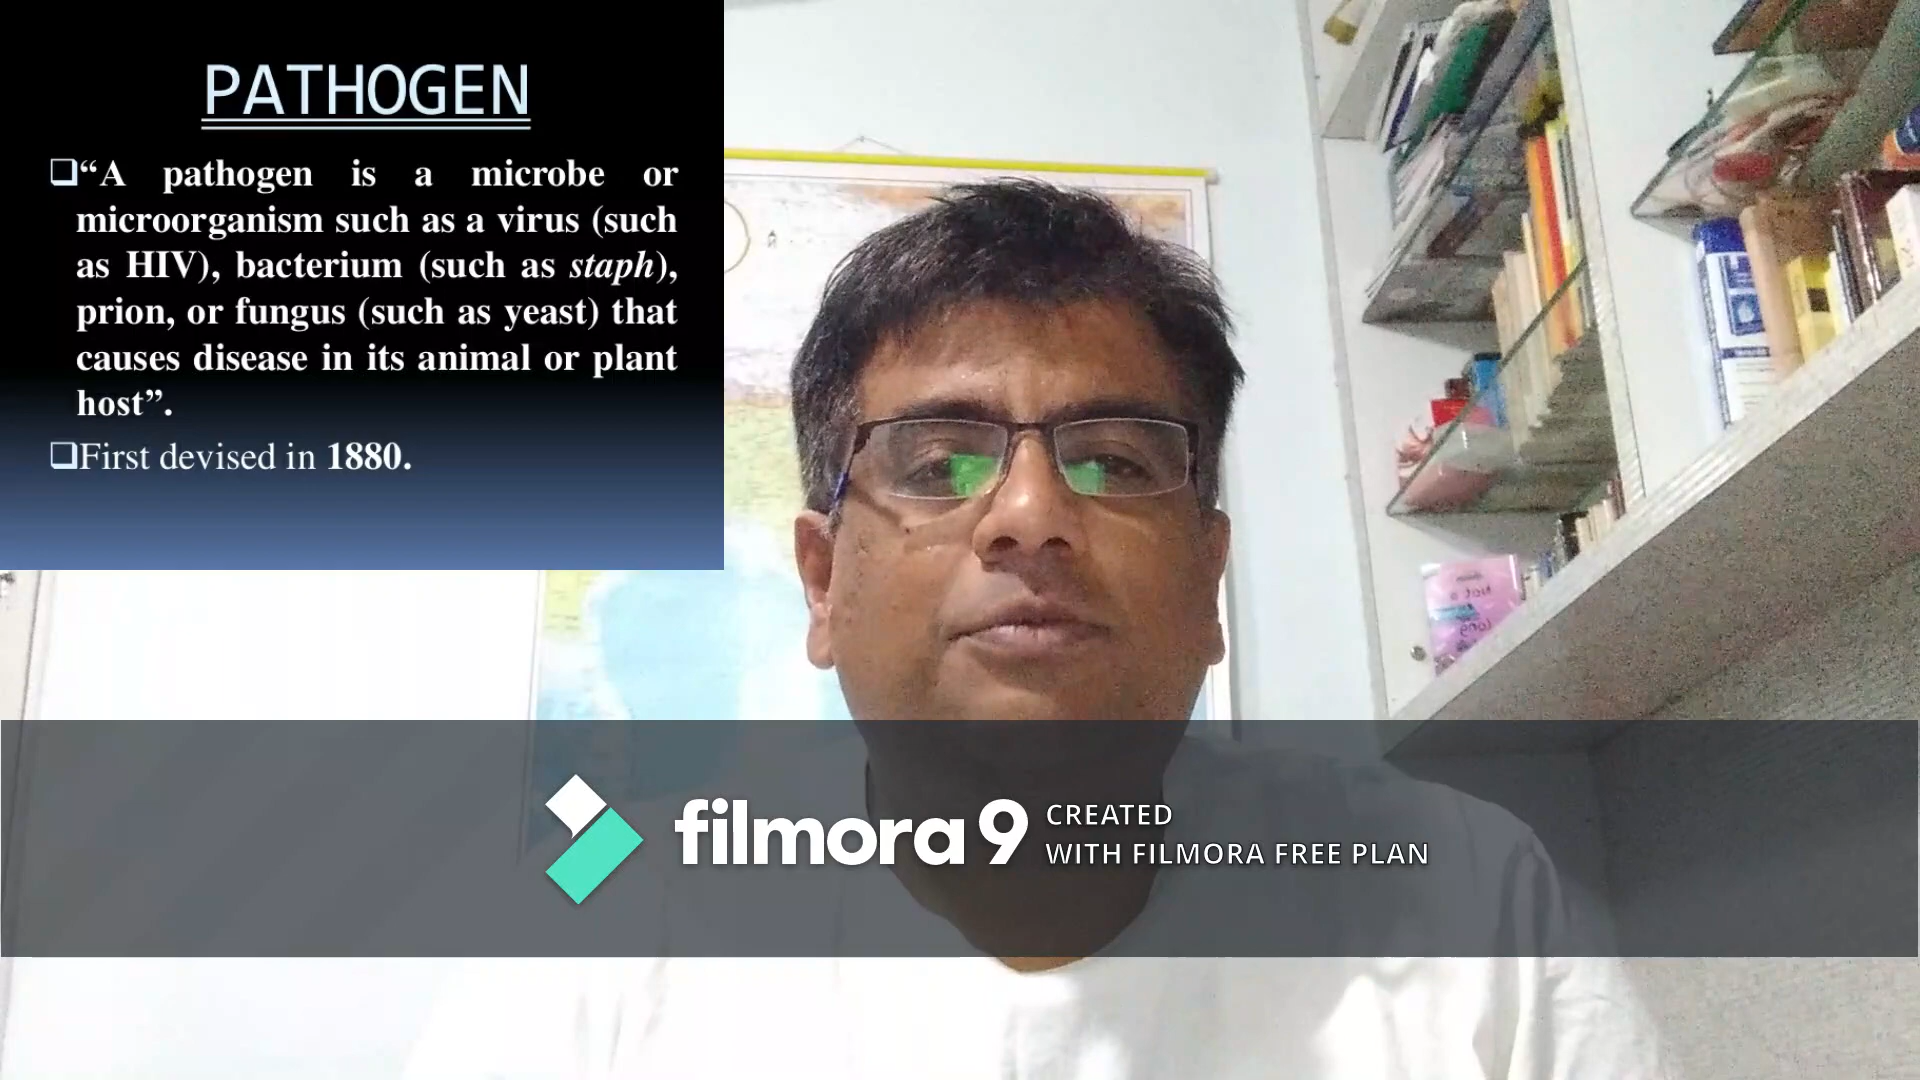 PATHOGEN
❑“A pathogen is a microbe or
microorganism such as a virus (such
as HIV), bacterium (such as staph),
prion, or fungus (such as yeast) that
causes disease in its animal or plant
host”.
❑First devised in 1880.
filmora 9
CREATED
WITH FILMORA FREE PLAN